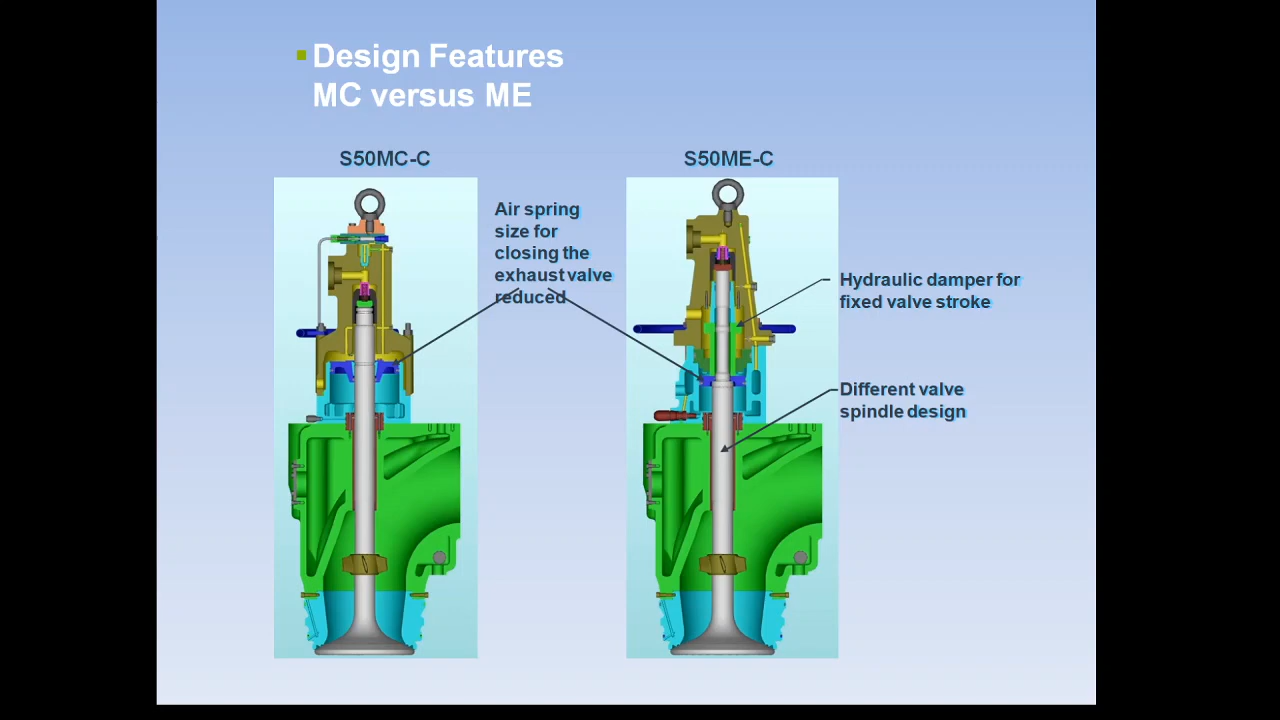 Design Features
MC versus ME
S50MC-C
S50ME-C
Air spring
size for
closing the
exhaust valve
reduced
Hydraulic damper for
fixed valve stroke
Different valve
spindle design